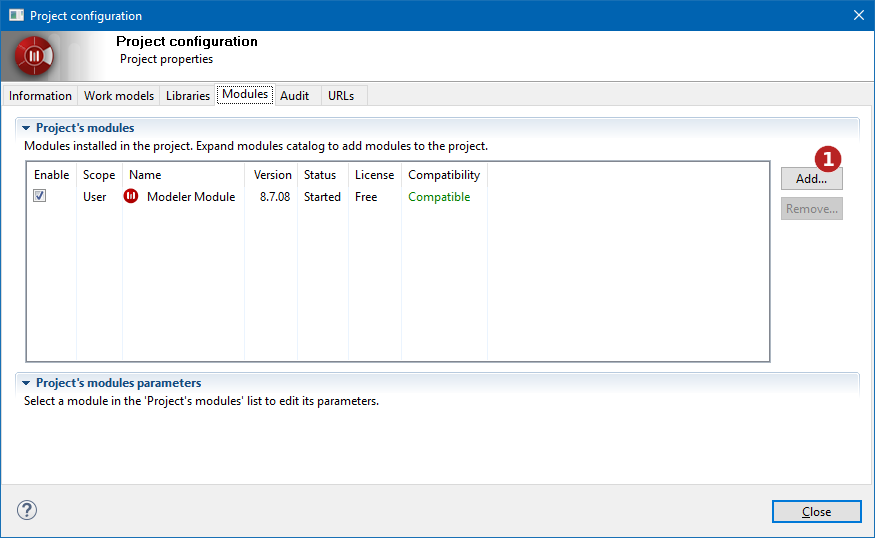 Project configuration
Project configuration
Project properties
Information Work models Libraries Modules Audit URLs
Project's modules
Modules installed in the project. Expand modules catalog to add modules to the project.
Enable Scope Name Version Status License Compatibility
User Modeler Module 8.7.08 Started Free Compatible
1
Add...
Remove...
Project's modules parameters
Select a module in the 'Project's modules' list to edit its parameters.
?
Close